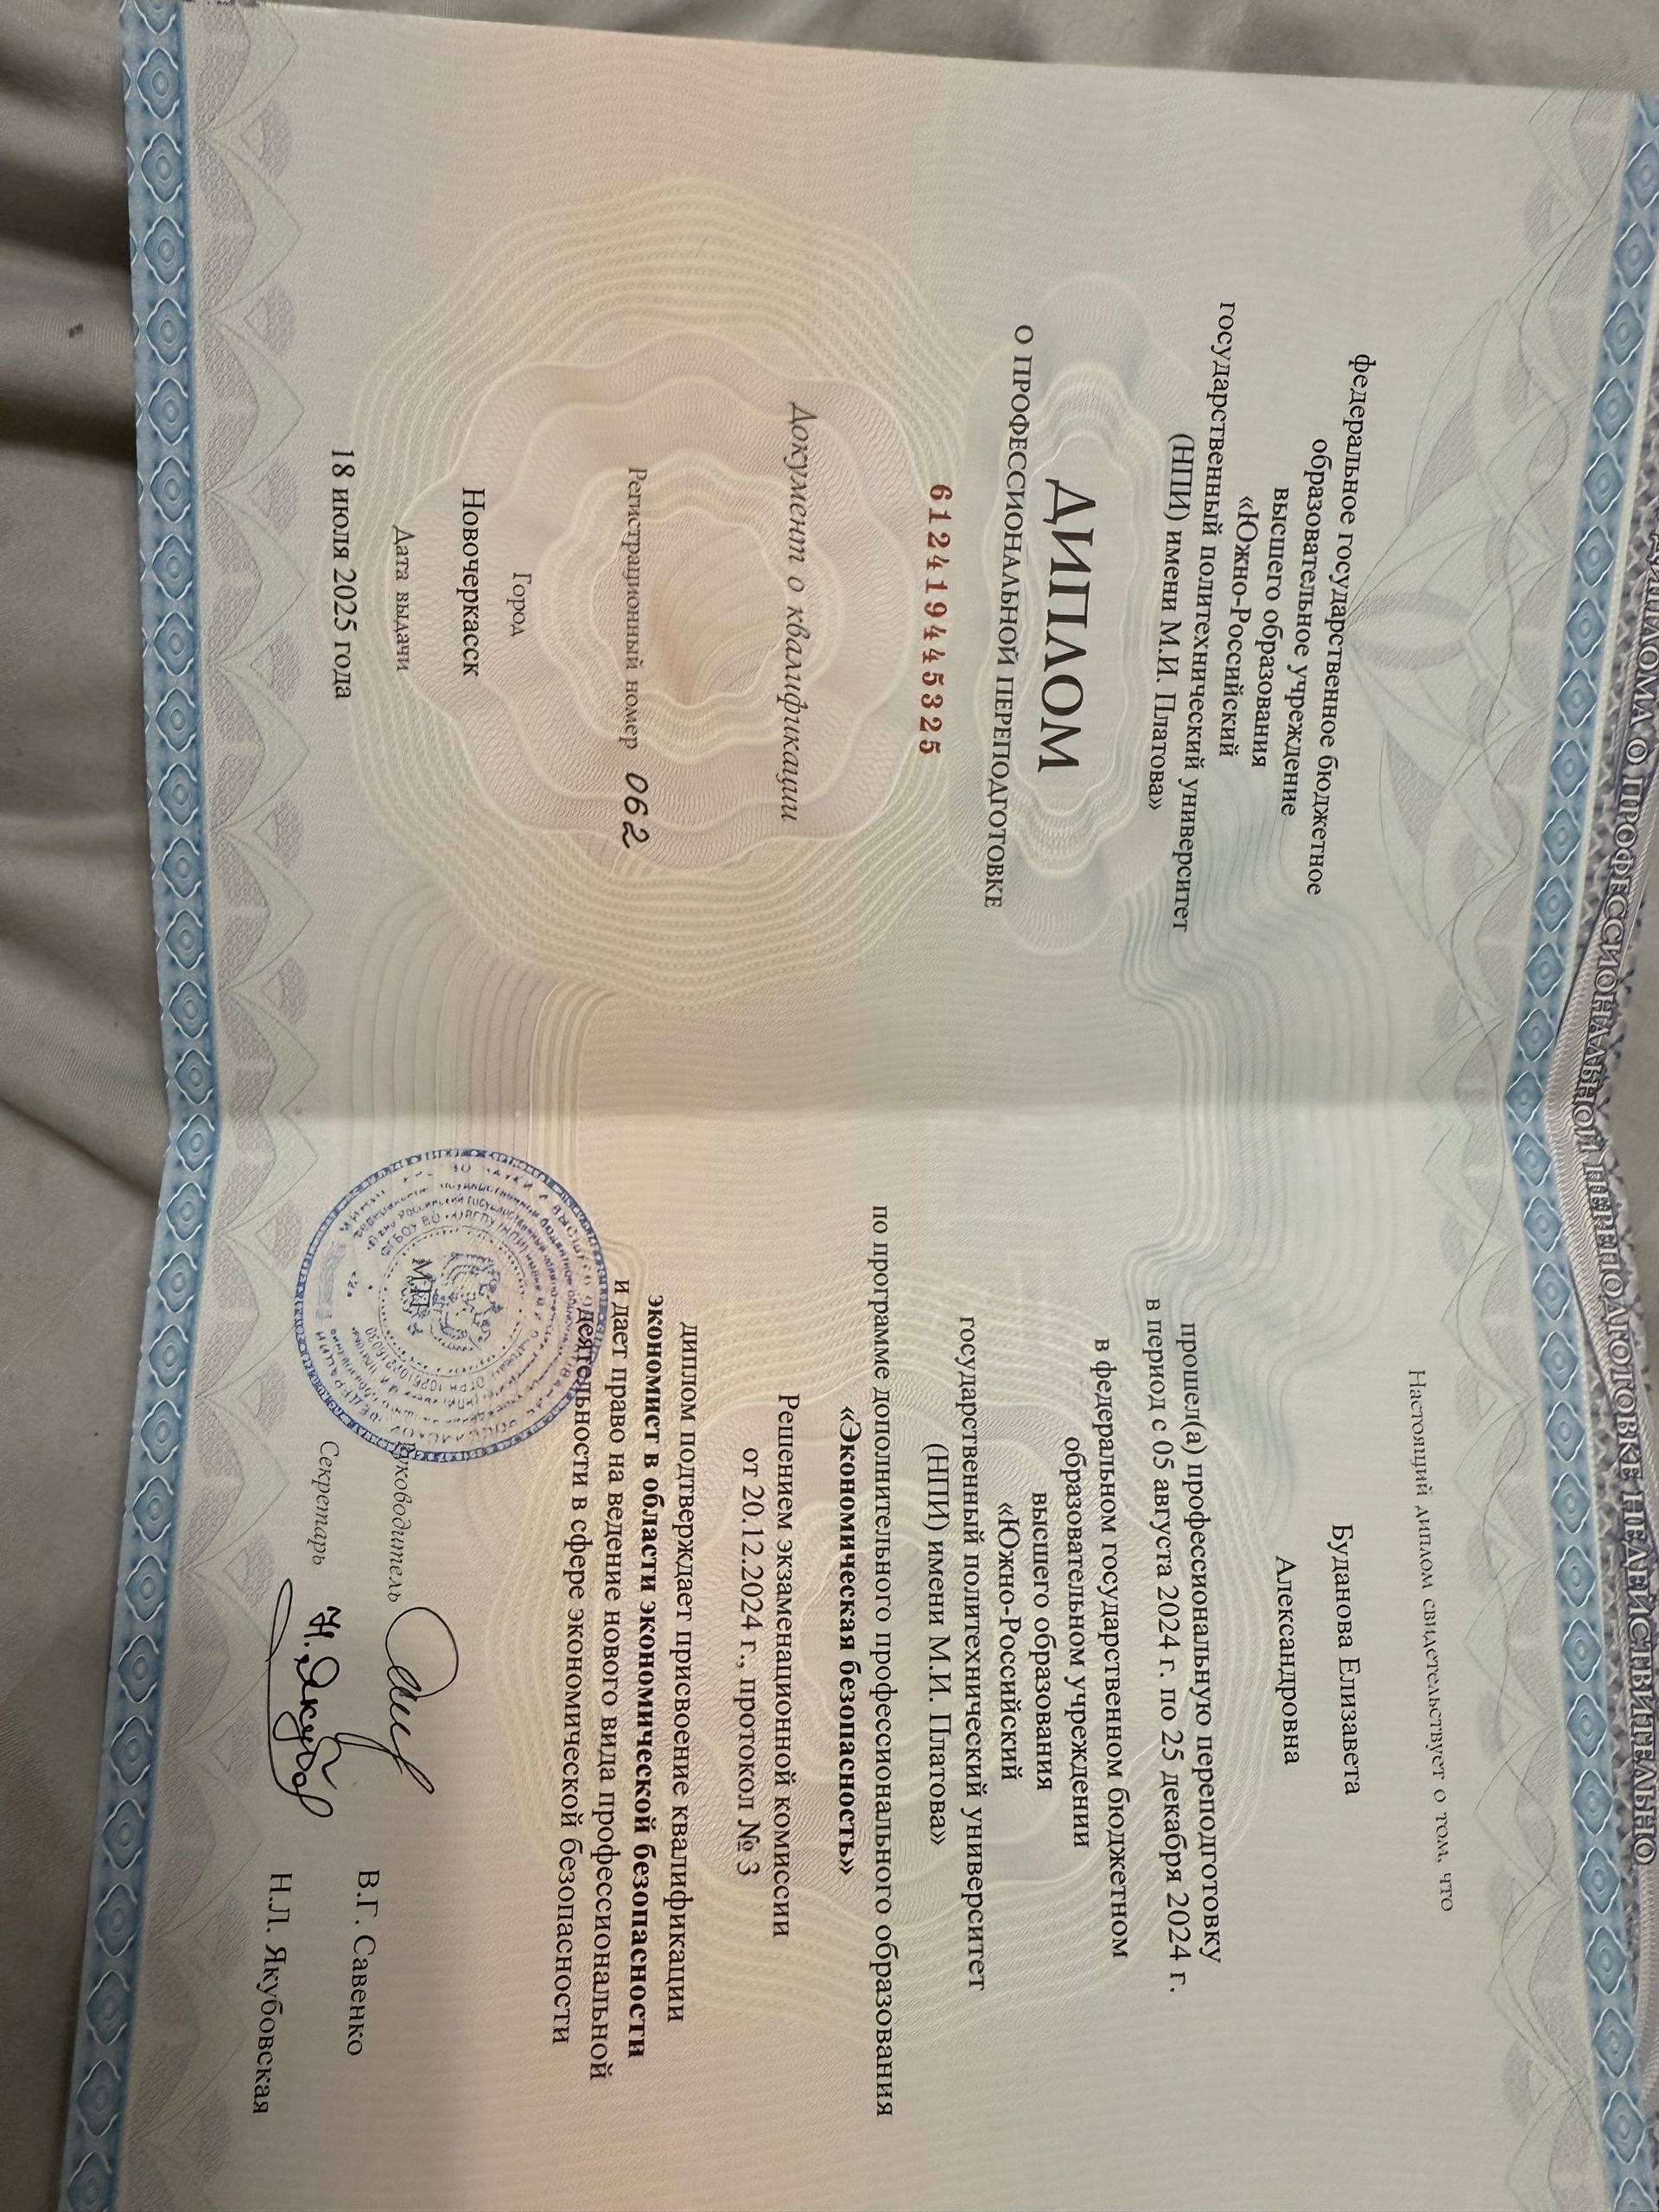 ДИПЛОМА О ПРОФЕССИОНАЛЬНОЙ ПЕРЕПОДГОТОВКЕ НЕДЕЙСТВИТЕЛЬНО
федеральное государственное бюджетное
образовательное учреждение
высшего образования
«Южно-Российский
государственный политехнический университет
(НПИ) имени М.И. Платова»
ДИПЛОМ
О ПРОФЕССИОНАЛЬНОЙ ПЕРЕПОДГОТОВКЕ
612419445325
Документ о квалификации
Регистрационный номер 062
Город
Новочеркасск
Дата выдачи
18 июля 2025 года
Настоящий диплом свидетельствует о том, что
Буданова Елизавета
Александровна
прошел(а) профессиональную переподготовку
в период с 05 августа 2024 г. по 25 декабря 2024 г.
в федеральном государственном бюджетном
образовательном учреждении
высшего образования
«Южно-Российский
государственный политехнический университет
(НПИ) имени М.И. Платова»
по программе дополнительного профессионального образования
«Экономическая безопасность»
Решением экзаменационной комиссии
от 20.12.2024 г., протокол № 3
диплом подтверждает присвоение квалификации
экономист в области экономической безопасности
и дает право на ведение нового вида профессиональной
деятельности в сфере экономической безопасности
М.П.
Руководитель
В.Г. Савенко
Секретарь
Н.Л. Якубовская